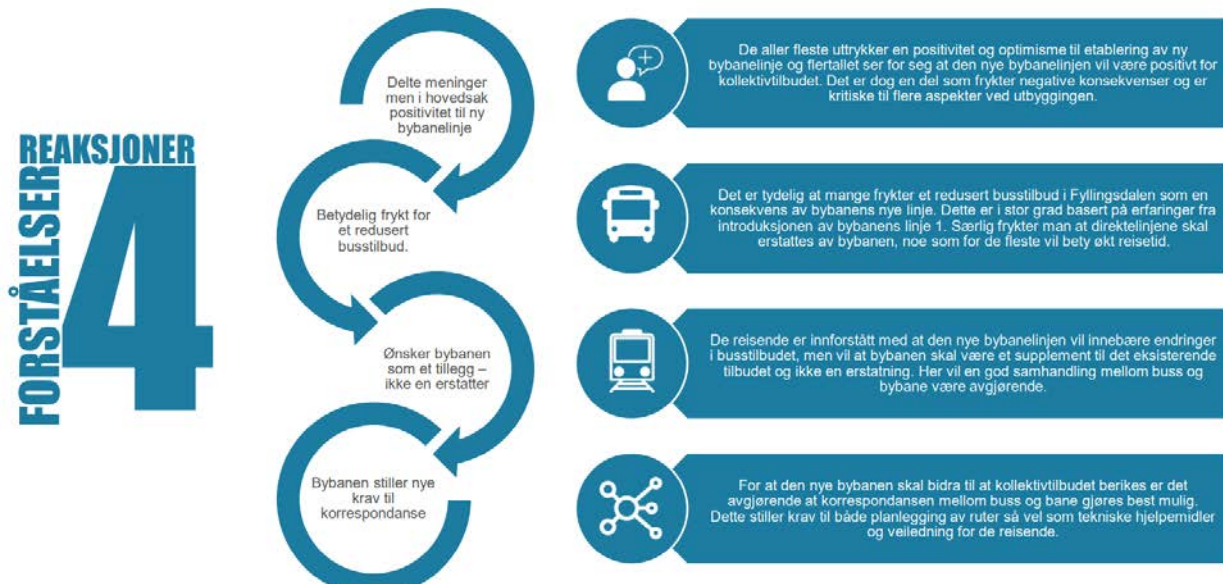 REAKSJONER
FORSTÅELSER
4
Delte meninger
men i hovedsak
positivitet til ny
bybanelinje
De aller fleste uttrykker en positivitet og optimisme til etablering av ny
bybanelinje og flertallet ser for seg at den nye bybanelinjen vil være positivt for
kollektivtilbudet. Det er dog en del som frykter negative konsekvenser og er
kritiske til flere aspekter ved utbyggingen.
Betydelig frykt for
et redusert
busstilbud.
Det er tydelig at mange frykter et redusert busstilbud i Fyllingsdalen som en
konsekvens av bybanens nye linje. Dette er i stor grad basert på erfaringer fra
introduksjonen av bybanens linje 1. Særlig frykter man at direktelinjene skal
erstattes av bybanen, noe som for de fleste vil bety økt reisetid.
Ønsker bybanen
som et tillegg –
ikke en erstatter
De reisende er innforstått med at den nye bybanelinjen vil innebære endringer
i busstilbudet, men vil at bybanen skal være et supplement til det eksisterende
tilbudet og ikke en erstatning. Her vil en god samhandling mellom buss og
bybane være avgjørende.
Bybanen stiller nye
krav til
korrespondanse
For at den nye bybanen skal bidra til at kollektivtilbudet berikes er det
avgjørende at korrespondansen mellom buss og bane gjøres best mulig.
Dette stiller krav til både planlegging av ruter så vel som tekniske hjelpemidler
og veiledning for de reisende.